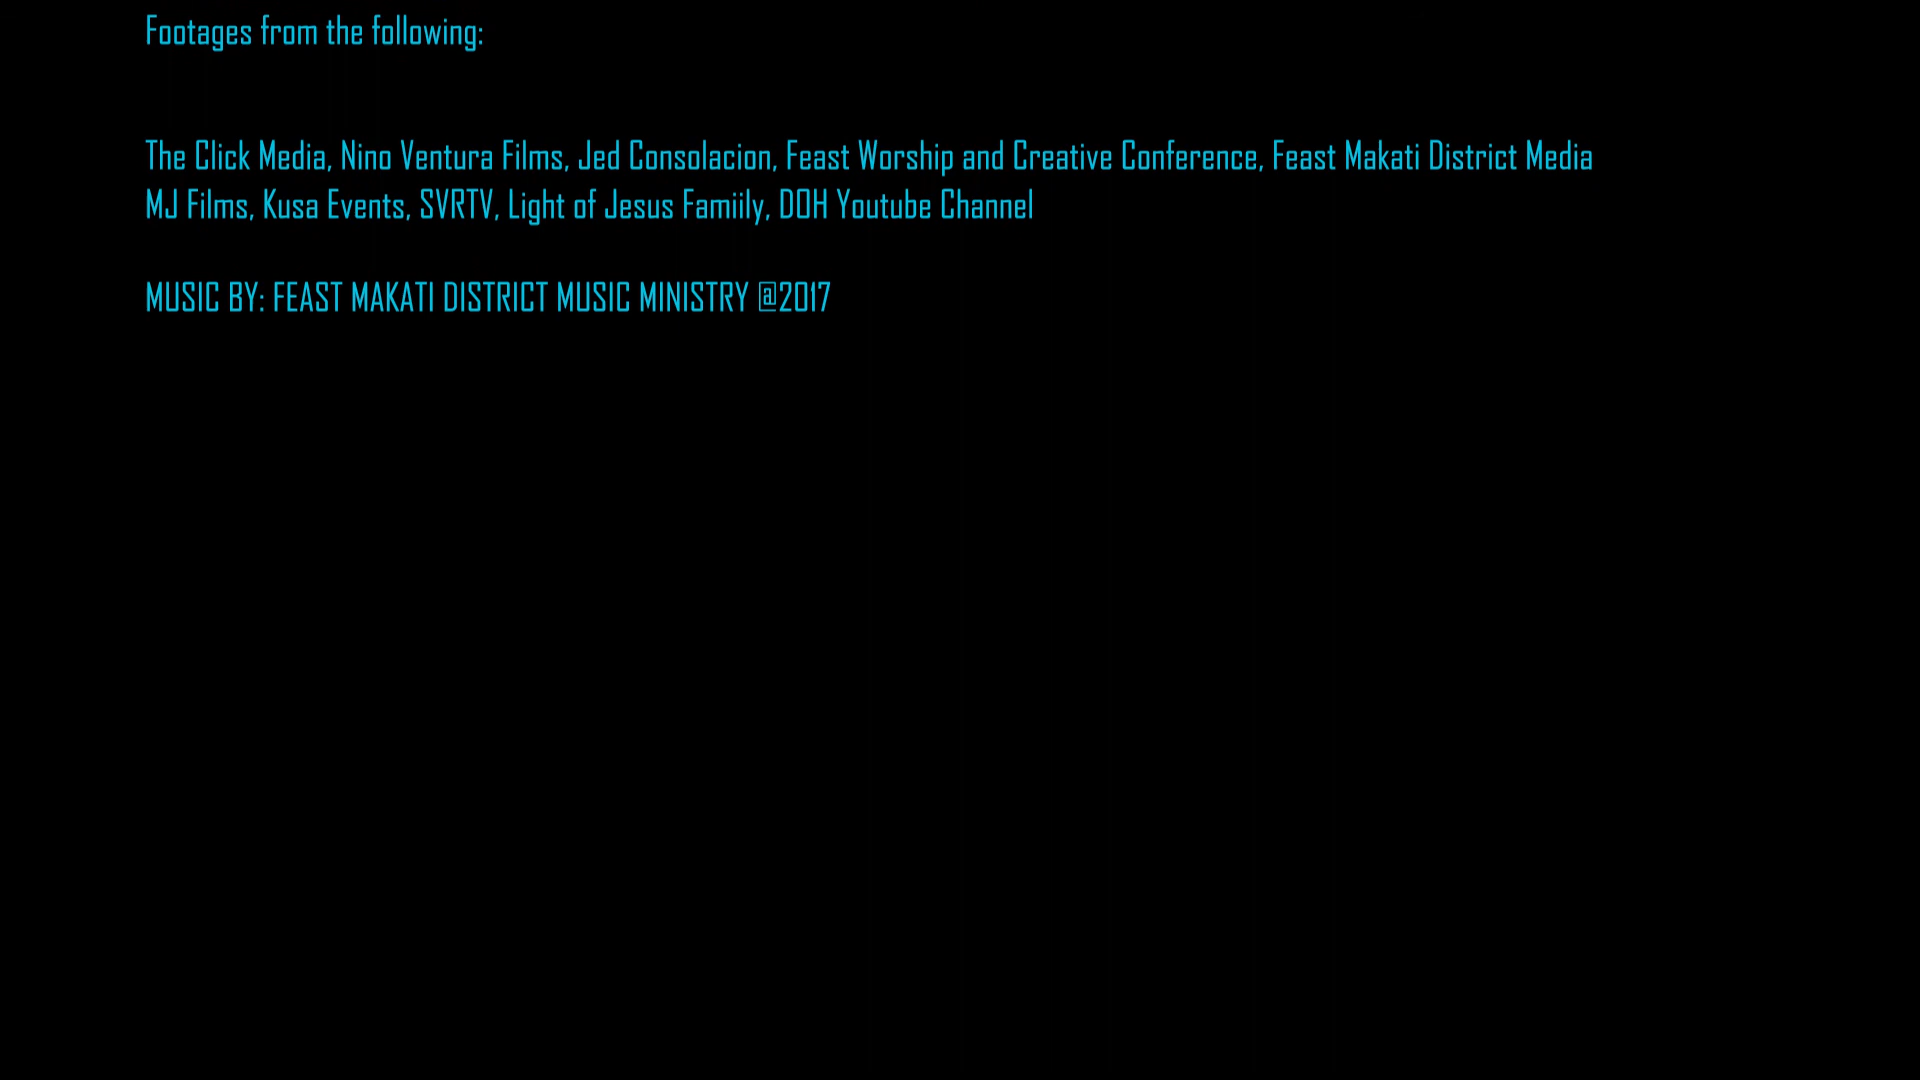 Footages from the following:
The Click Media, Nino Ventura Films, Jed Consolacion, Feast Worship and Creative Conference, Feast Makati District Media
MJ Films, Kusa Events, SVRTV, Light of Jesus Famiily, DOH Youtube Channel
MUSIC BY: FEAST MAKATI DISTRICT MUSIC MINISTRY @2017